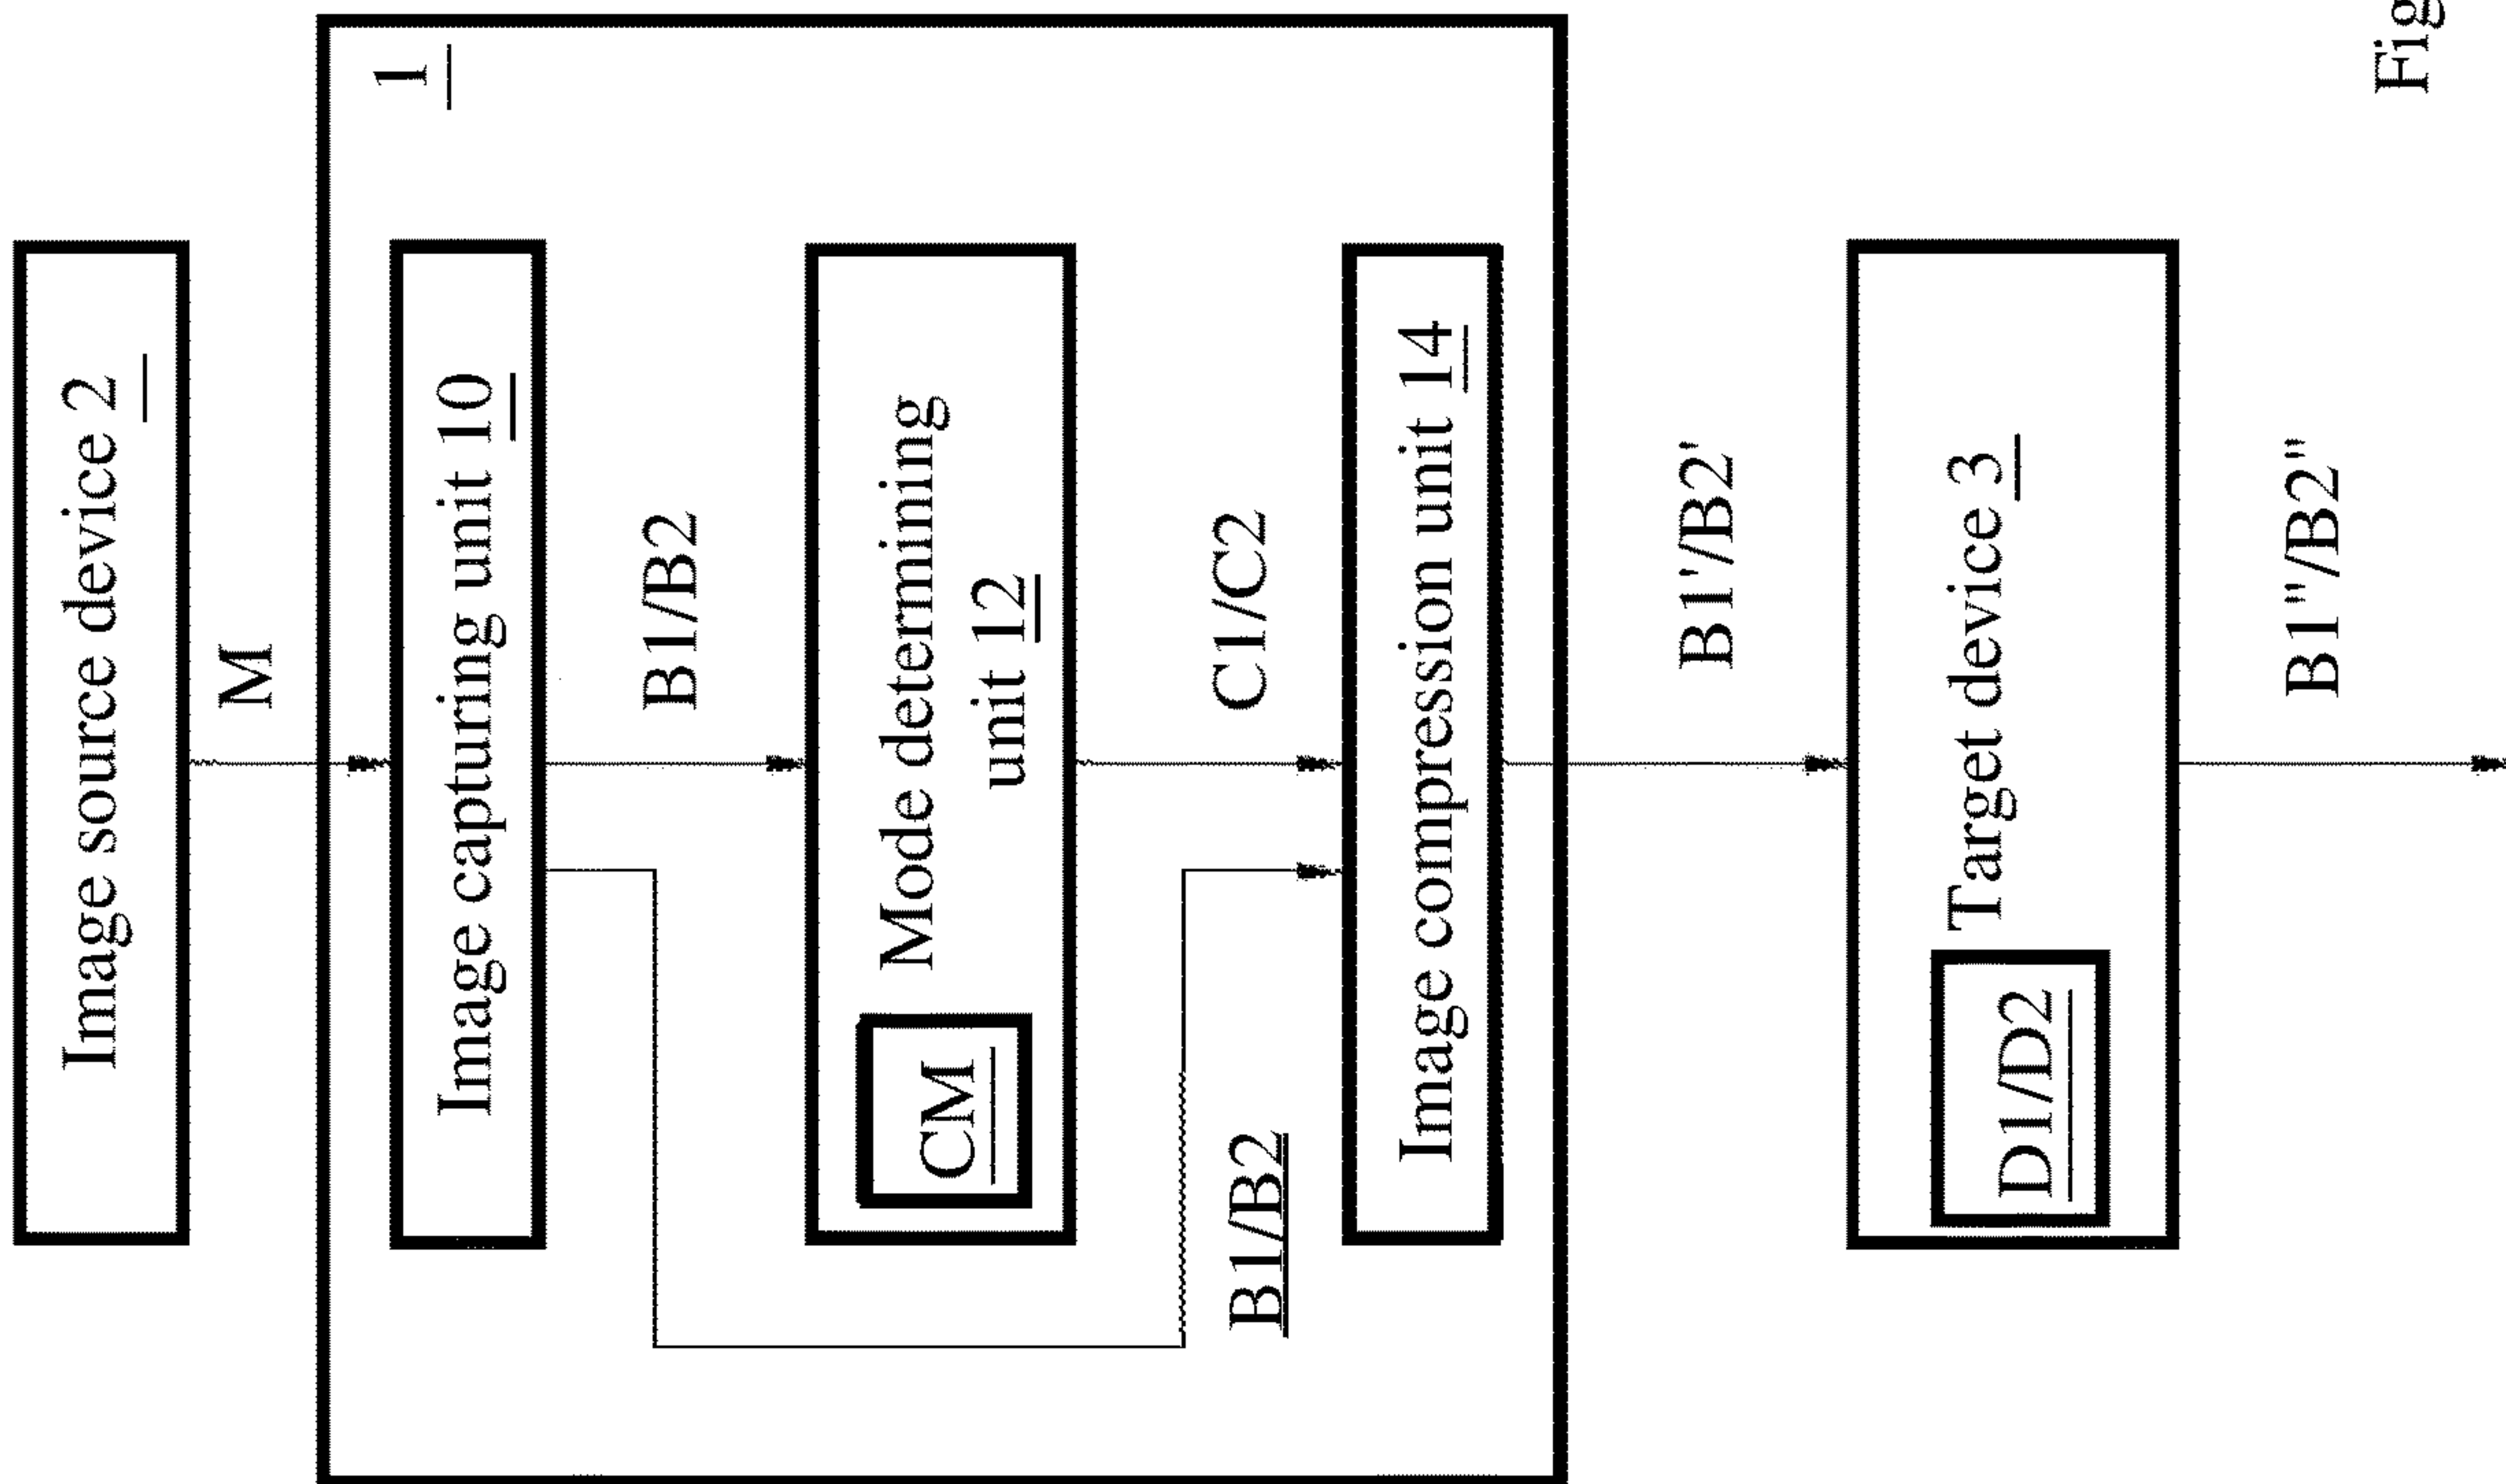 Image source device 2
M
1
Image capturing unit 10
B1/B2
Mode determining
unit 12
CM
C1/C2
B1/B2
Image compression unit 14
B1'/B2'
Target device 3
D1/D2
B1"/B2"
Fig